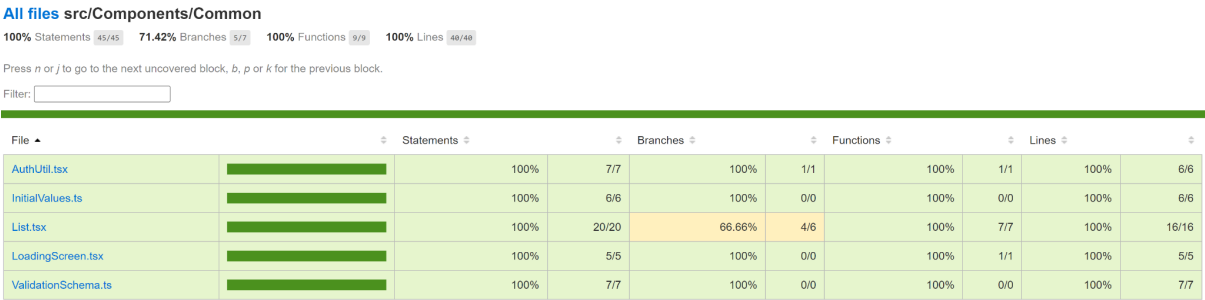 All files src/Components/Common
100% Statements 45/45 71.42% Branches 5/7 100% Functions 9/9 100% Lines 40/40
Press n or j to go to the next uncovered block, b, p or k for the previous block.
Filter:
File Statements Branches Functions Lines
AuthUtil.tsx 100% 7/7 100% 1/1 100% 1/1 100% 6/6
InitialValues.ts 100% 6/6 100% 0/0 100% 0/0 100% 6/6
List.tsx 100% 20/20 66.66% 4/6 100% 7/7 100% 16/16
LoadingScreen.tsx 100% 5/5 100% 0/0 100% 1/1 100% 5/5
ValidationSchema.ts 100% 7/7 100% 0/0 100% 0/0 100% 7/7